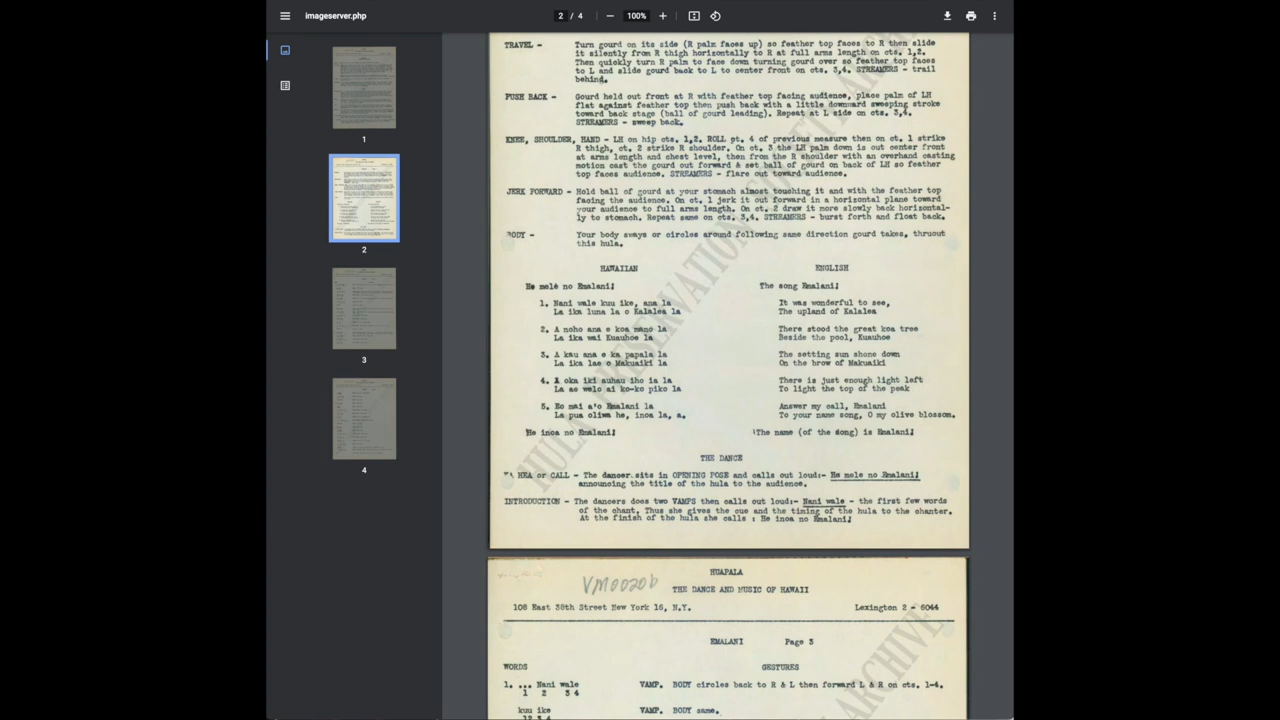 imageserver.php
2 / 4
100%
1
2
3
4
TRAVEL - Turn gourd on its side (R palm faces up) so feather top faces to R then slide
it silently from R thigh horizontally to R at full arms length on cts. 1,2.
Then quickly turn R palm to face down turning gourd over so feather top faces
to L and slide gourd back to L to center front on cts. 3,4. STREAMERS - trail
behind.
PUSH BACK - Gourd held out front at R with feather top facing audience, place palm of LH
flat against feather top then push back with a little downward sweeping stroke
toward back stage (ball of gourd leading). Repeat at L side on cts. 3,4.
STREAMERS - sweep back.
KNEE, SHOULDER, HAND - LH on hip cts. 1,2. ROLL pt. 4 of previous measure then on ct. 1 strike
R thigh, ct. 2 strike R shoulder. On ct. 3 the LH palm down is out center front
at arms length and chest level, then from the R shoulder with an overhand casting
motion cast the gourd out forward & set ball of gourd on back of LH so feather
top faces audience. STREAMERS - flare out toward audience.
JERK FORWARD - Hold ball of gourd at your stomach almost touching it and with the feather top
facing the audience. On ct. 1 jerk it out forward in a horizontal plane toward
your audience to full arms length. On ct. 2 draw it more slowly back horizontal-
ly to stomach. Repeat same on cts. 3,4. STREAMERS - burst forth and float back.
BODY - Your body sways or circles around following same direction gourd takes, thruout
this hula.
HAWAIIAN ENGLISH
He mele no Emalani! The song Emalani!
1. Nani wale kuu ike, ana la It was wonderful to see,
La ika luna la o Kalalea la The upland of Kalalea
2. A noho ana e koa mano la There stood the great koa tree
La ika wai Kuauhoe la Beside the pool, Kuauhoe
3. A kau ana e ka papala la The setting sun shone down
La ika lae o Makuaiki la On the brow of Makuaiki
4. A oka iki auhau iho ia la There is just enough light left
La ae welo ai ko-ko piko la To light the top of the peak
5. Eo mai a'o Emalani la Answer my call, Emalani
La pua oliwa he, inoa la, a. To your name song, O my olive blossom.
He inoa no Emalani! The name (of the song) is Emalani!
THE DANCE
HEA or CALL - The dancer sits in OPENING POSE and calls out loud:- He mele no Emalani!
announcing the title of the hula to the audience.
INTRODUCTION - The dancers does two VAMPS then calls out loud:- Nani wale - the first few words
of the chant. Thus she gives the cue and the timing of the hula to the chanter.
At the finish of the hula she calls : He inoa no Emalani!
HULA PRESERVATION SOCIETY ARCHIVE
VM0020b
HUAPALA
THE DANCE AND MUSIC OF HAWAII
108 East 38th Street New York 16, N.Y. Lexington 2 - 6044
EMALANI Page 3
WORDS GESTURES
1. ... Nani wale VAMP. BODY circles back to R & L then forward L & R on cts. 1-4.
1 2 3 4
kuu ike VAMP. BODY same.
12 3 4
ARCHIVE